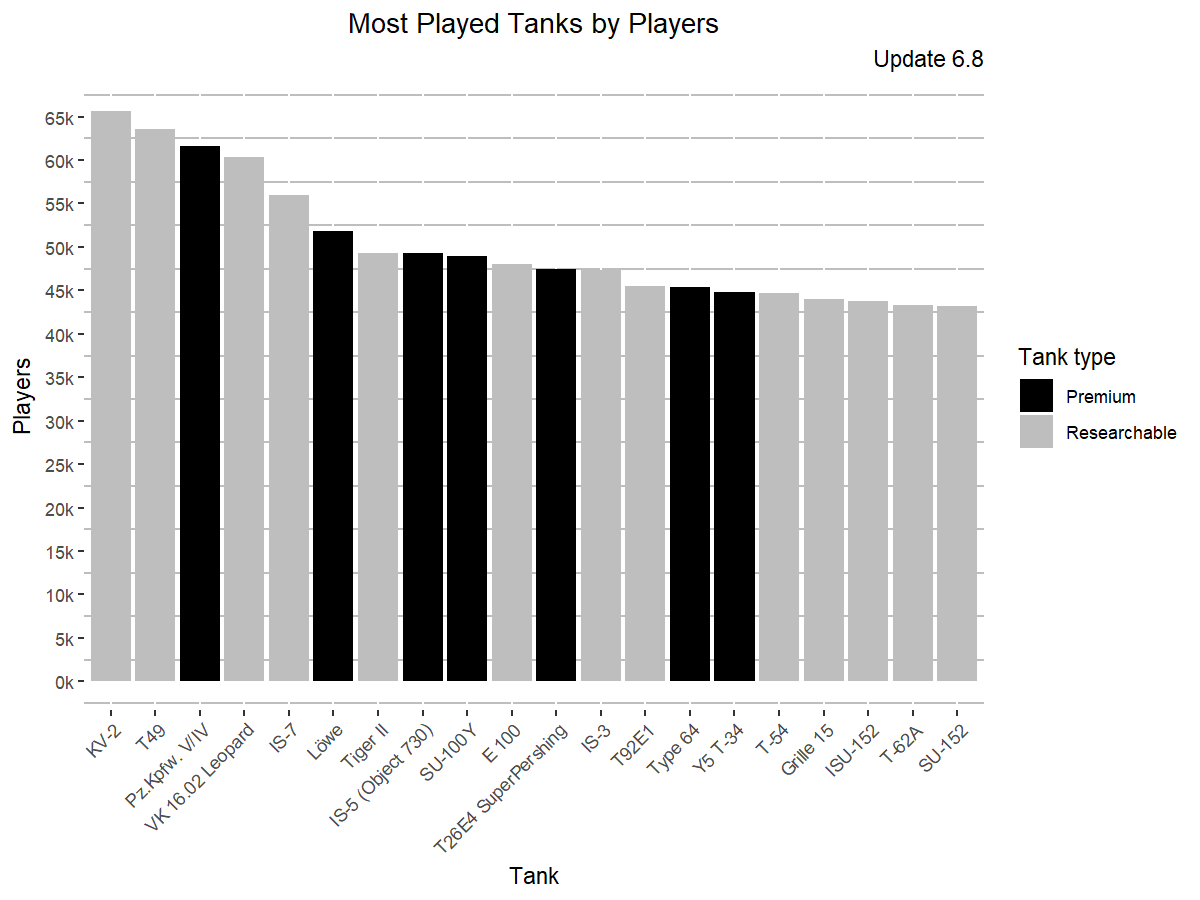 Most Played Tanks by Players
Update 6.8
65k
60k
55k
50k
45k
40k
35k
30k
25k
20k
15k
10k
5k
0k
Players
KV-2
T49
Pz.Kpfw. V/IV
VK 16.02 Leopard
IS-7
Löwe
Tiger II
IS-5 (Object 730)
SU-100Y
E 100
T26E4 SuperPershing
IS-3
T92E1
Type 64
Y5 T-34
T-54
Grille 15
ISU-152
T-62A
SU-152
Tank
Tank type
Premium
Researchable